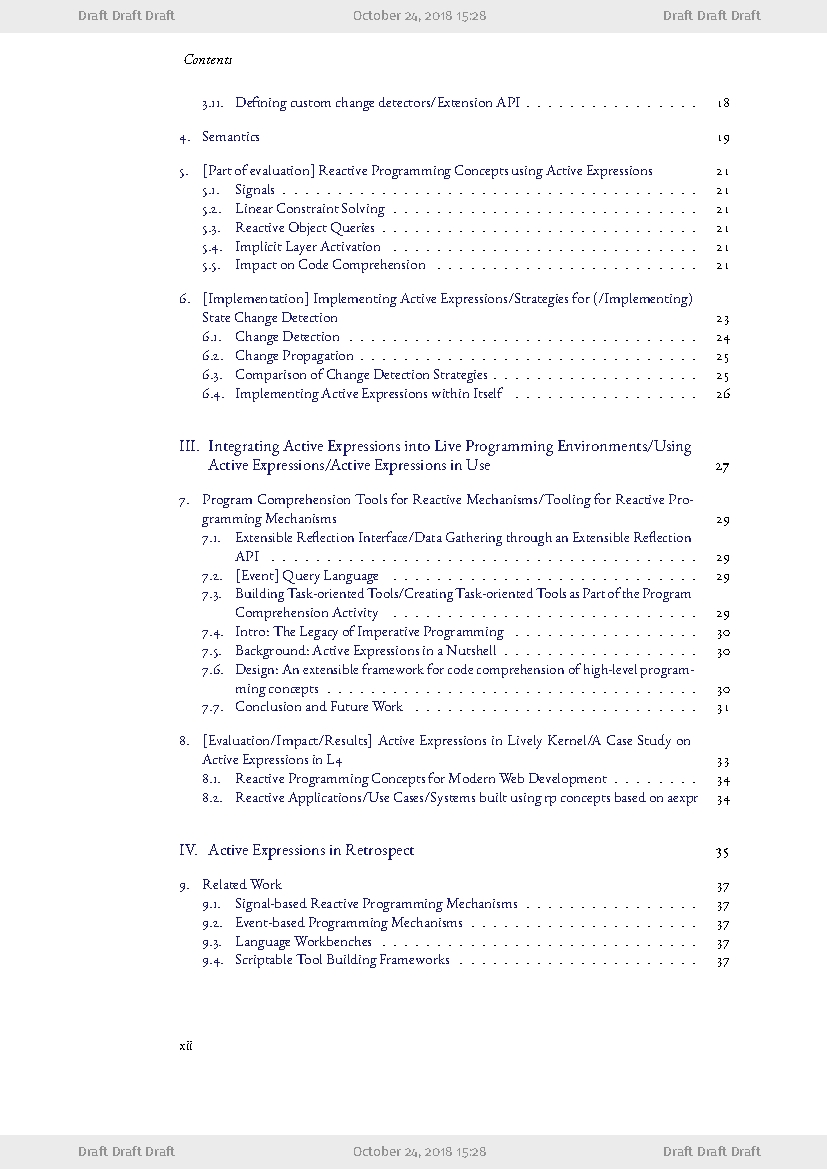 Draft Draft Draft October 24, 2018 15:28 Draft Draft Draft
Contents
3.11. Defining custom change detectors/Extension API . . . . . . . . . . . . . . . . 18
4. Semantics 19
5. [Part of evaluation] Reactive Programming Concepts using Active Expressions 21
5.1. Signals . . . . . . . . . . . . . . . . . . . . . . . . . . . . . . . . . . . . . . 21
5.2. Linear Constraint Solving . . . . . . . . . . . . . . . . . . . . . . . . . . . . 21
5.3. Reactive Object Queries . . . . . . . . . . . . . . . . . . . . . . . . . . . . . 21
5.4. Implicit Layer Activation . . . . . . . . . . . . . . . . . . . . . . . . . . . . 21
5.5. Impact on Code Comprehension . . . . . . . . . . . . . . . . . . . . . . . . 21
6. [Implementation] Implementing Active Expressions/Strategies for (/Implementing)
State Change Detection 23
6.1. Change Detection . . . . . . . . . . . . . . . . . . . . . . . . . . . . . . . . 24
6.2. Change Propagation . . . . . . . . . . . . . . . . . . . . . . . . . . . . . . . 25
6.3. Comparison of Change Detection Strategies . . . . . . . . . . . . . . . . . . . 25
6.4. Implementing Active Expressions within Itself . . . . . . . . . . . . . . . . . 26
III. Integrating Active Expressions into Live Programming Environments/Using
Active Expressions/Active Expressions in Use 27
7. Program Comprehension Tools for Reactive Mechanisms/Tooling for Reactive Pro-
gramming Mechanisms 29
7.1. Extensible Reflection Interface/Data Gathering through an Extensible Reflection
API . . . . . . . . . . . . . . . . . . . . . . . . . . . . . . . . . . . . . . . 29
7.2. [Event] Query Language . . . . . . . . . . . . . . . . . . . . . . . . . . . . 29
7.3. Building Task-oriented Tools/Creating Task-oriented Tools as Part of the Program
Comprehension Activity . . . . . . . . . . . . . . . . . . . . . . . . . . . . 29
7.4. Intro: The Legacy of Imperative Programming . . . . . . . . . . . . . . . . . 30
7.5. Background: Active Expressions in a Nutshell . . . . . . . . . . . . . . . . . . 30
7.6. Design: An extensible framework for code comprehension of high-level program-
ming concepts . . . . . . . . . . . . . . . . . . . . . . . . . . . . . . . . . . 30
7.7. Conclusion and Future Work . . . . . . . . . . . . . . . . . . . . . . . . . . 31
8. [Evaluation/Impact/Results] Active Expressions in Lively Kernel/A Case Study on
Active Expressions in L4 33
8.1. Reactive Programming Concepts for Modern Web Development . . . . . . . . 34
8.2. Reactive Applications/Use Cases/Systems built using rp concepts based on aexpr 34
IV. Active Expressions in Retrospect 35
9. Related Work 37
9.1. Signal-based Reactive Programming Mechanisms . . . . . . . . . . . . . . . . 37
9.2. Event-based Programming Mechanisms . . . . . . . . . . . . . . . . . . . . . 37
9.3. Language Workbenches . . . . . . . . . . . . . . . . . . . . . . . . . . . . . 37
9.4. Scriptable Tool Building Frameworks . . . . . . . . . . . . . . . . . . . . . . 37
xii
Draft Draft Draft October 24, 2018 15:28 Draft Draft Draft